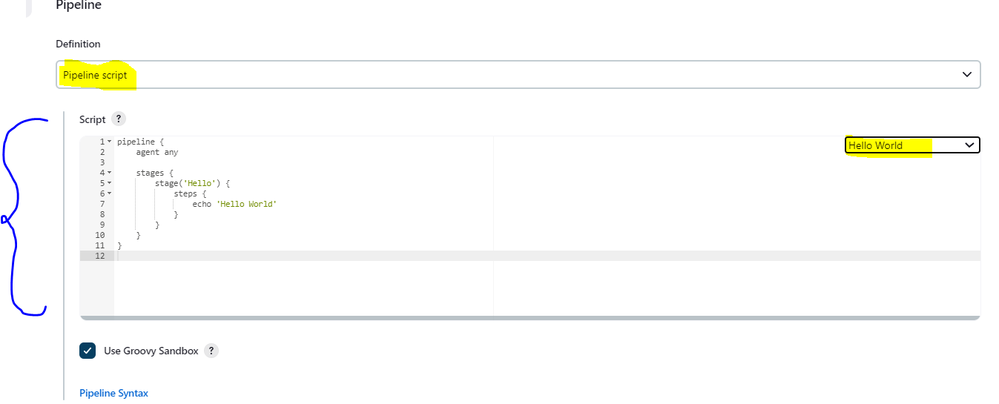 Pipeline
Definition
Pipeline script
Script ?
Hello World
1 pipeline {
2     agent any
3
4     stages {
5         stage('Hello') {
6             steps {
7                 echo 'Hello World'
8             }
9         }
10     }
11 }
12
Use Groovy Sandbox ?
Pipeline Syntax